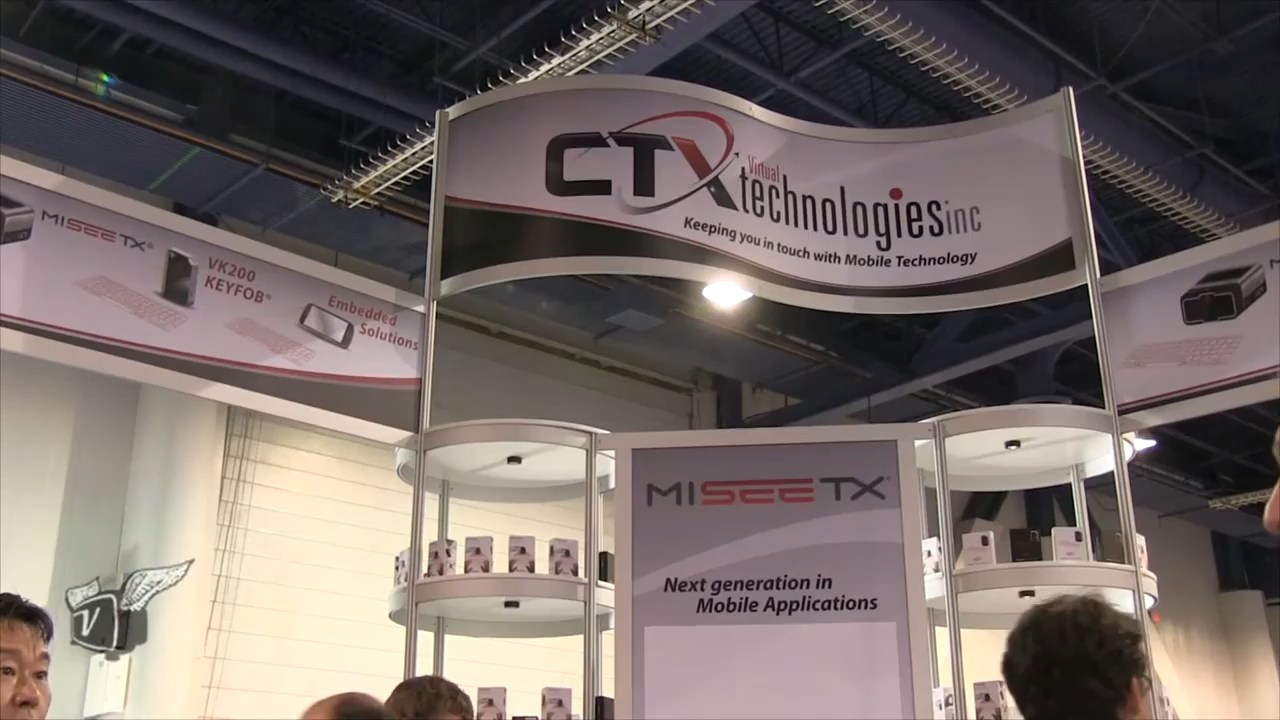 CTX
Virtual
technologies inc
Keeping you in touch with Mobile Technology
MISEETX®
VK200
KEYFOB®
Embedded
Solutions
V
MISEETX®
Next generation in
Mobile Applications